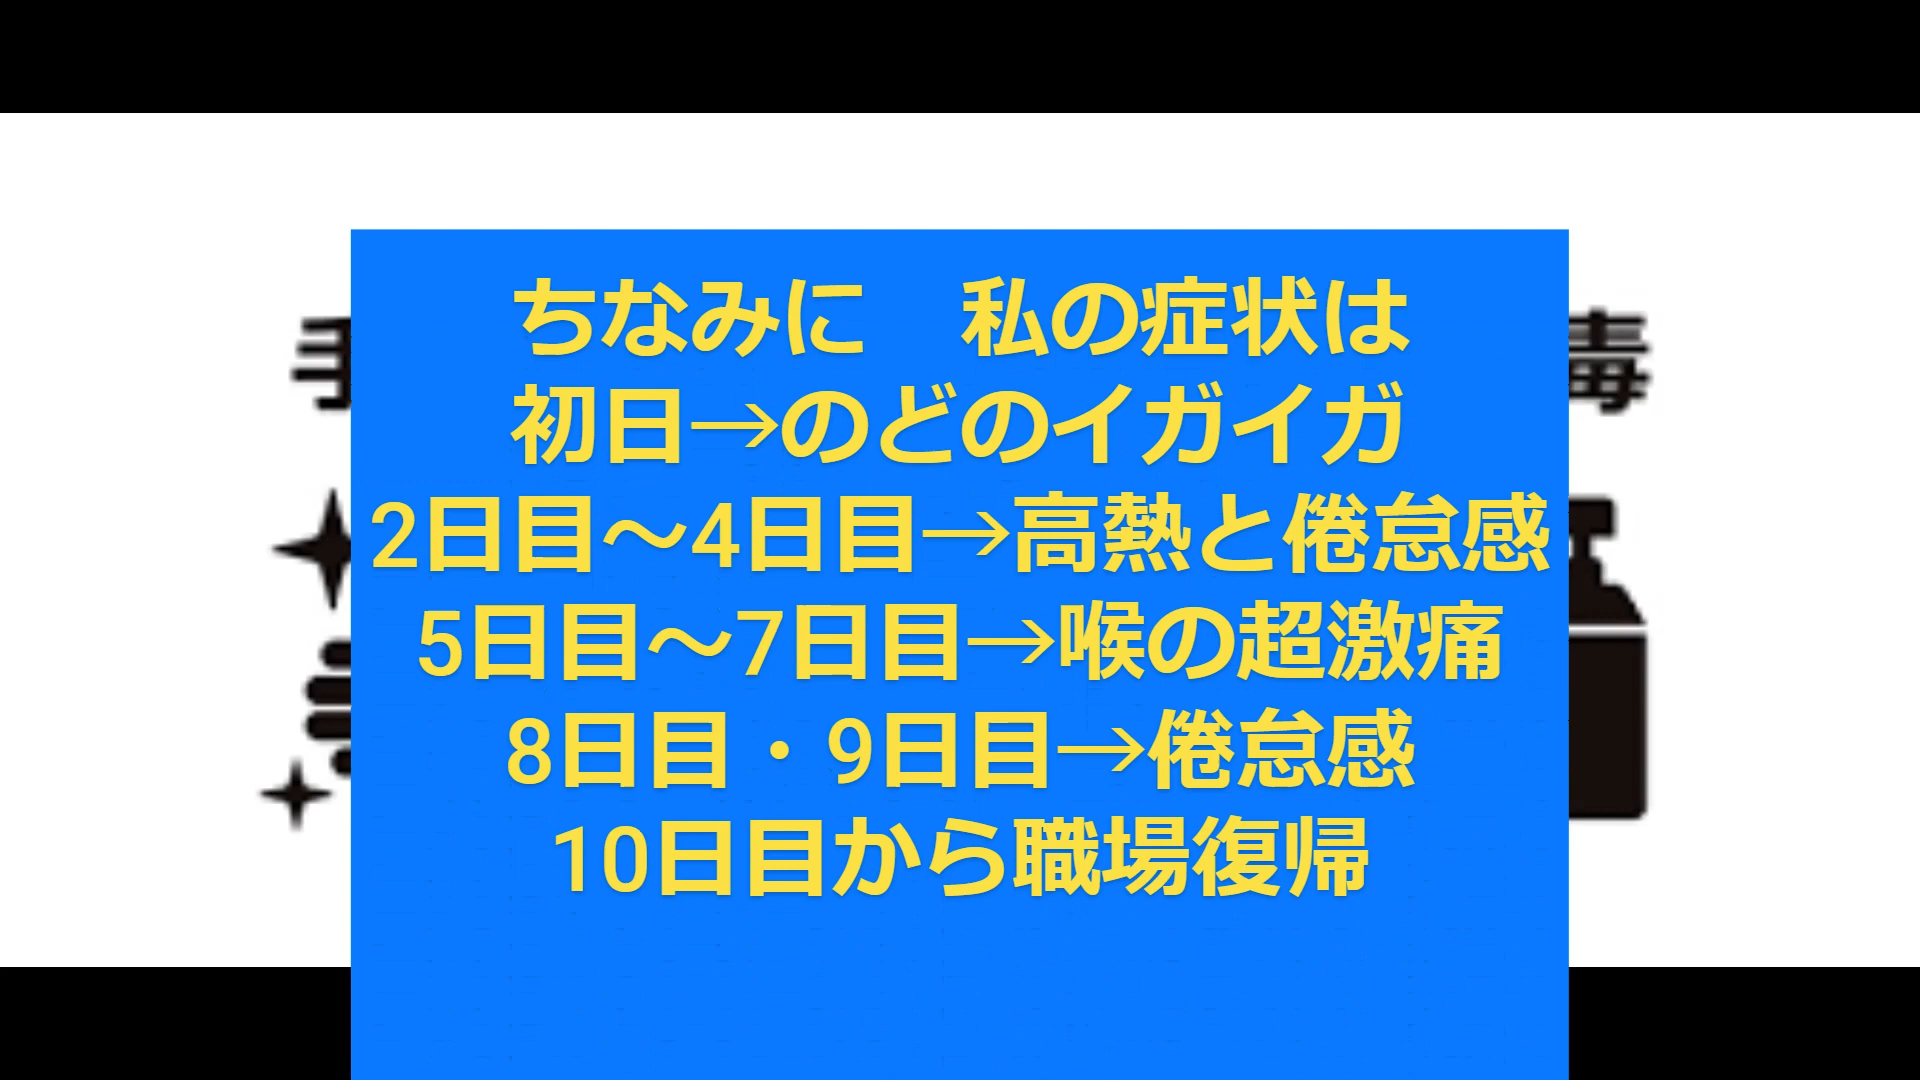 ちなみに　私の症状は
初日→のどのイガイガ
2日目～4日目→高熱と倦怠感
5日目～7日目→喉の超激痛
8日目・9日目→倦怠感
10日目から職場復帰
毒